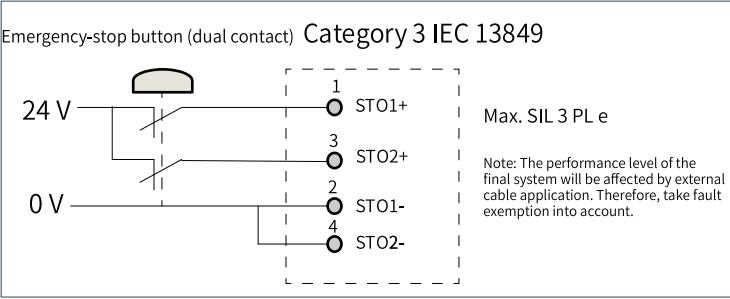 Emergency-stop button (dual contact) Category 3 IEC 13849
24 V
1
STO1+
3
STO2+
0 V
2
STO1-
4
STO2-
Max. SIL 3 PL e
Note: The performance level of the
final system will be affected by external
cable application. Therefore, take fault
exemption into account.